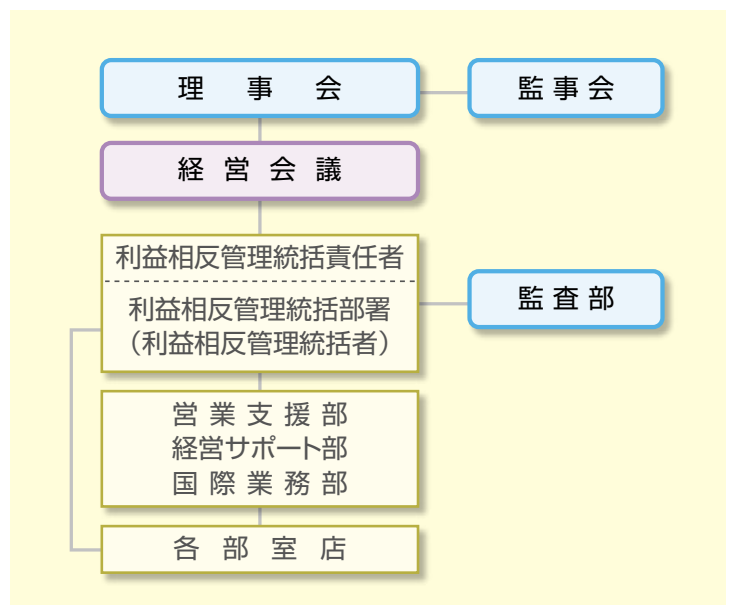 理事会
監事会
経営会議
利益相反管理統括責任者
利益相反管理統括部署
（利益相反管理統括者）
監査部
営業支援部
経営サポート部
国際業務部
各部室店